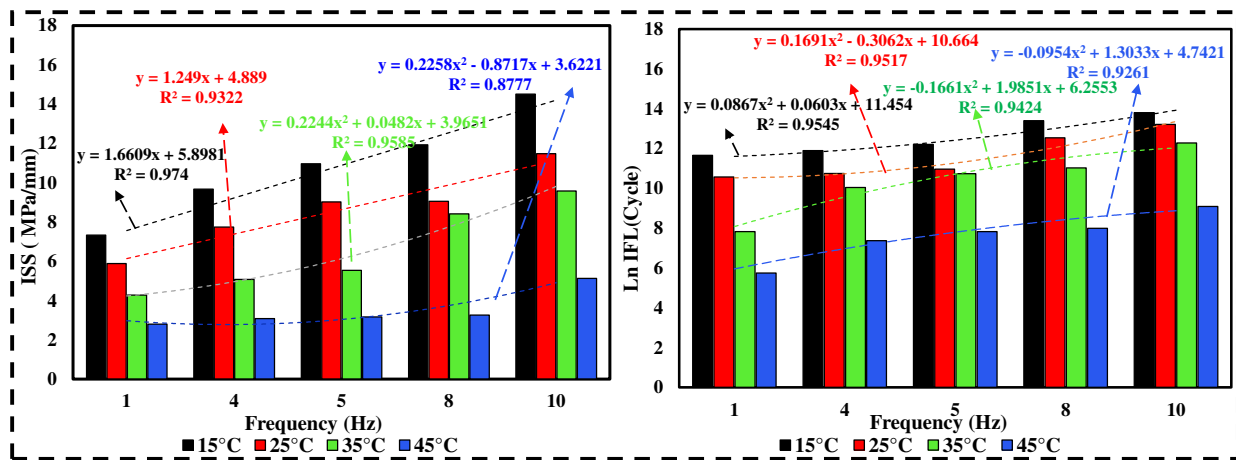 18
16
14
12
10
8
6
4
2
0
ISS ( MPa/mm)
y = 1.6609x + 5.8981
R² = 0.974
y = 1.249x + 4.889
R² = 0.9322
y = 0.2244x² + 0.0482x + 3.9651
R² = 0.9585
y = 0.2258x² - 0.8717x + 3.6221
R² = 0.8777
1 4 5 8 10
Frequency (Hz)
15°C 25°C 35°C 45°C
18
16
14
12
10
8
6
4
2
0
Ln IFL(Cycle)
y = 0.1691x² - 0.3062x + 10.664
R² = 0.9517
y = -0.0954x² + 1.3033x + 4.7421
R² = 0.9261
y = -0.1661x² + 1.9851x + 6.2553
R² = 0.9424
y = 0.0867x² + 0.0603x + 11.454
R² = 0.9545
1 4 5 8 10
Frequency (Hz)
15°C 25°C 35°C 45°C